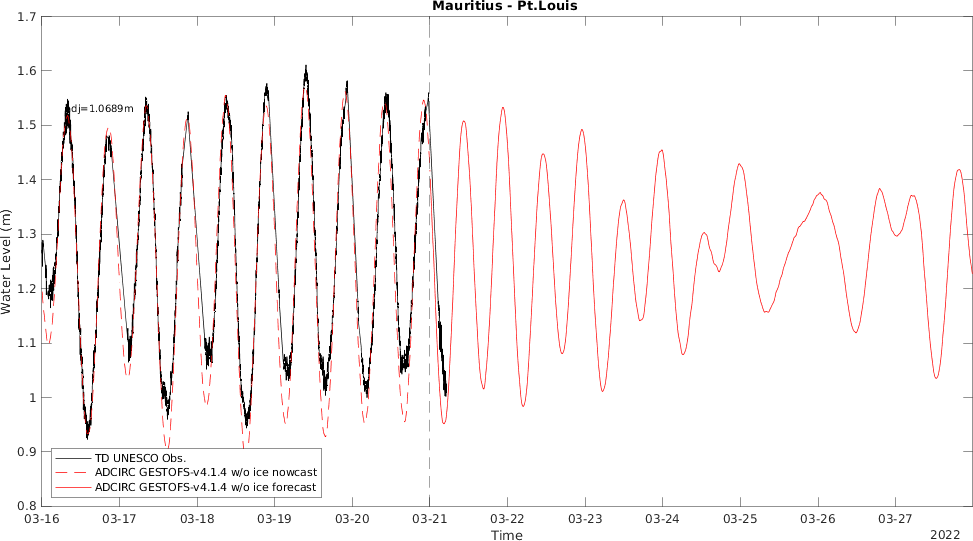 Mauritius - Pt.Louis
1.7
1.6
1.5
1.4
1.3
1.2
1.1
1
0.9
0.8
Water Level (m)
dj=1.0689m
TD UNESCO Obs.
ADCIRC GESTOFS-v4.1.4 w/o ice nowcast
ADCIRC GESTOFS-v4.1.4 w/o ice forecast
03-16 03-17 03-18 03-19 03-20 03-21 03-22 03-23 03-24 03-25 03-26 03-27
Time
2022